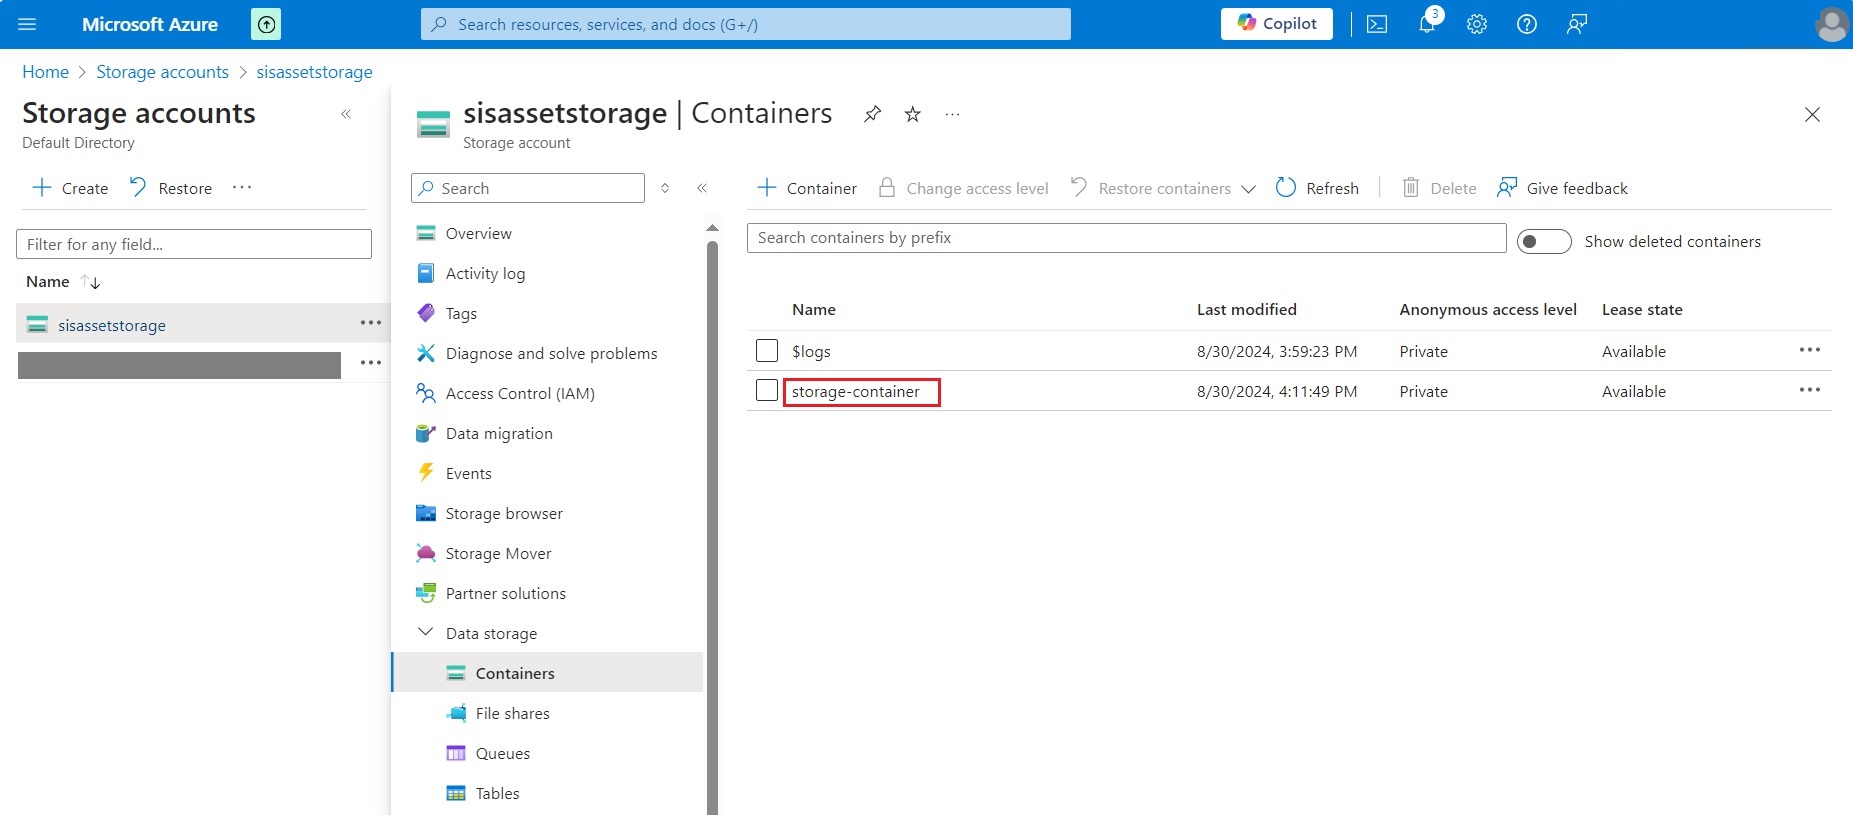 Microsoft Azure
Search resources, services, and docs (G+/)
Copilot
3
Home > Storage accounts > sisassetstorage
Storage accounts
Default Directory
Create
Restore
Filter for any field...
Name
sisassetstorage
sisassetstorage | Containers
Storage account
Search
Overview
Activity log
Tags
Diagnose and solve problems
Access Control (IAM)
Data migration
Events
Storage browser
Storage Mover
Partner solutions
Data storage
Containers
File shares
Queues
Tables
Container
Change access level
Restore containers
Refresh
Delete
Give feedback
Search containers by prefix
Show deleted containers
Name Last modified Anonymous access level Lease state
$logs 8/30/2024, 3:59:23 PM Private Available
storage-container 8/30/2024, 4:11:49 PM Private Available